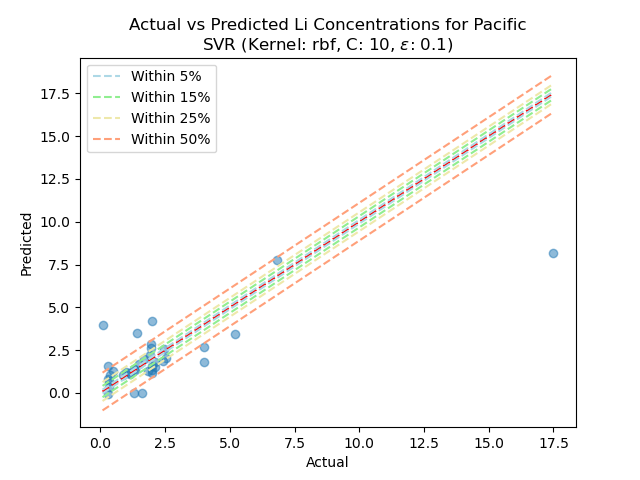 Actual vs Predicted Li Concentrations for Pacific
SVR (Kernel: rbf, C: 10, ε: 0.1)
Within 5%
Within 15%
Within 25%
Within 50%
17.5
15.0
12.5
10.0
7.5
5.0
2.5
0.0
Predicted
0.0 2.5 5.0 7.5 10.0 12.5 15.0 17.5
Actual